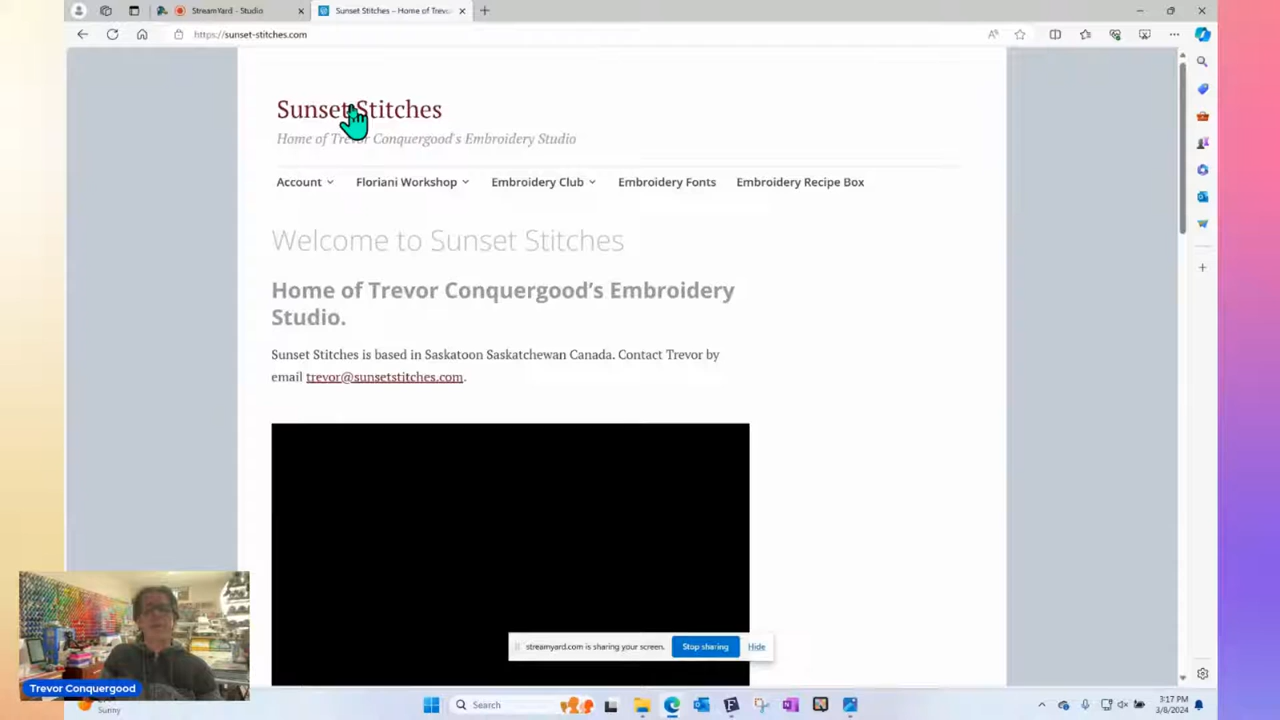 StreamYard - Studio
Sunset Stitches – Home of Trevo
https://sunset-stitches.com
Sunset Stitches
Home of Trevor Conquergood's Embroidery Studio
Account Floriani Workshop Embroidery Club Embroidery Fonts Embroidery Recipe Box
Welcome to Sunset Stitches
Home of Trevor Conquergood’s Embroidery
Studio.
Sunset Stitches is based in Saskatoon Saskatchewan Canada. Contact Trevor by
email trevor@sunsetstitches.com.
streamyard.com is sharing your screen. Stop sharing Hide
Trevor Conquergood
Sunny
Search
3:17 PM
3/8/2024